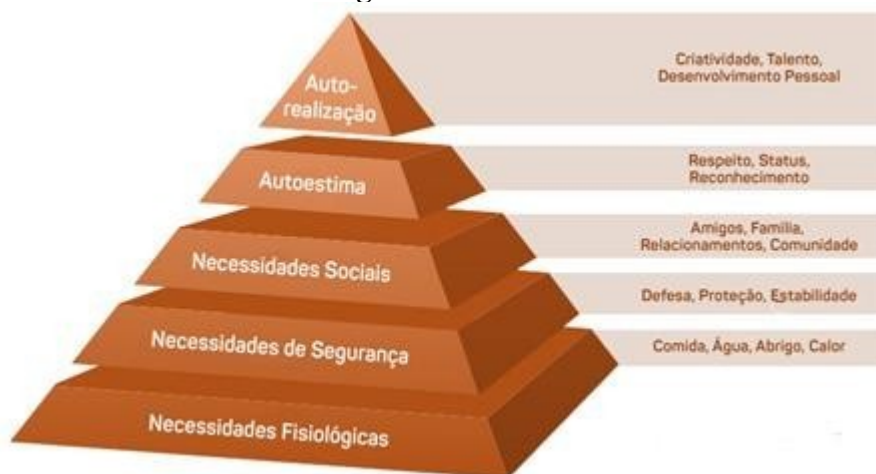 Auto-
realização
Criatividade, Talento,
Desenvolvimento Pessoal
Autoestima
Respeito, Status,
Reconhecimento
Necessidades Sociais
Amigos, Família,
Relacionamentos, Comunidade
Necessidades de Segurança
Defesa, Proteção, Estabilidade
Necessidades Fisiológicas
Comida, Água, Abrigo, Calor